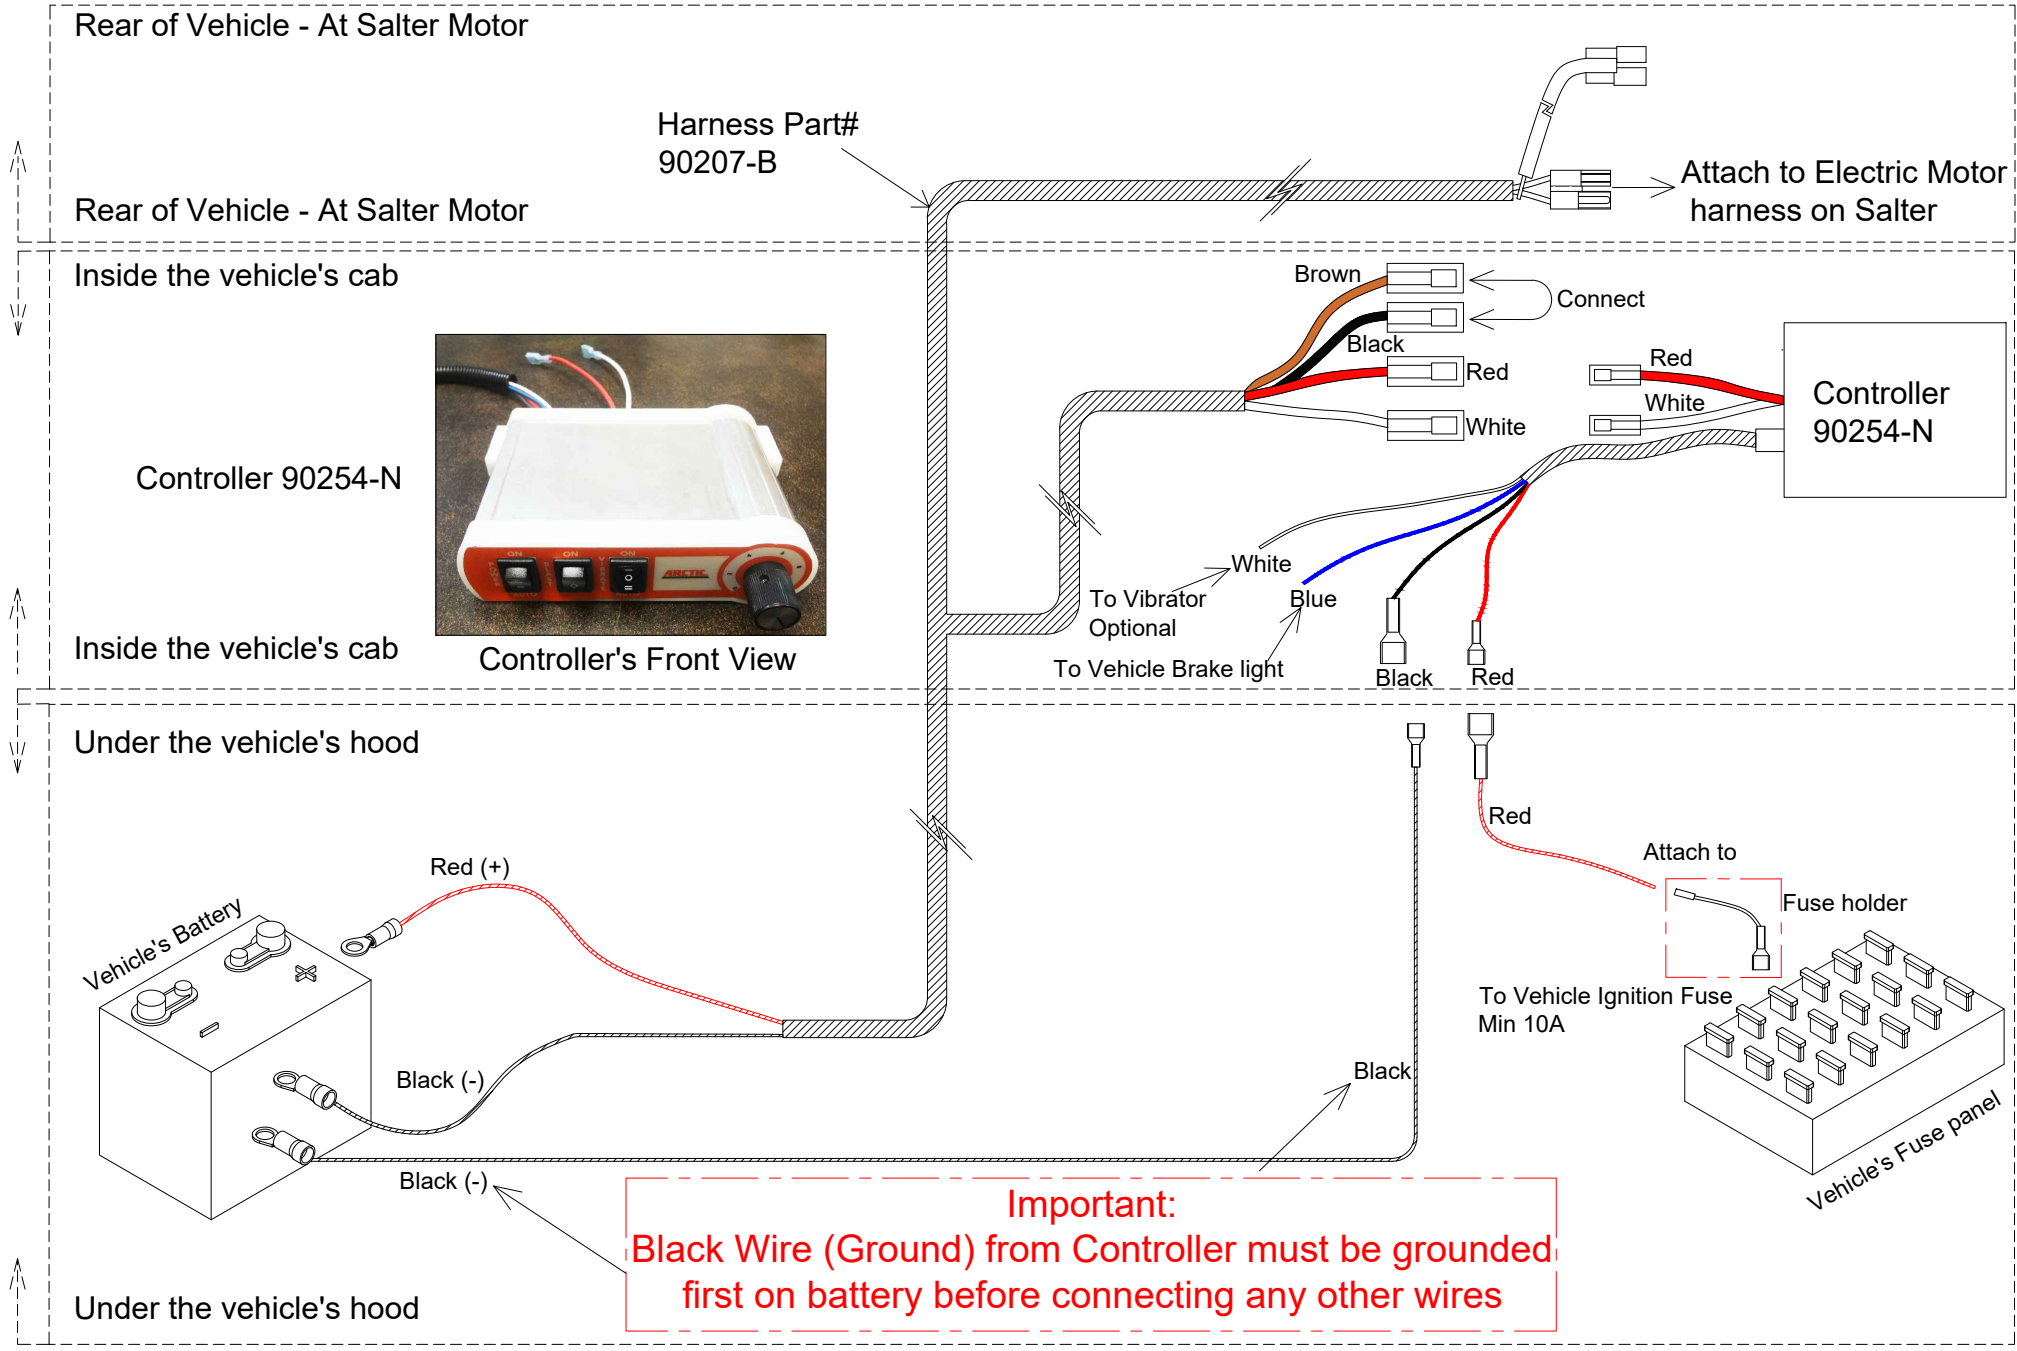 Rear of Vehicle - At Salter Motor
Harness Part#
90207-B
Attach to Electric Motor
harness on Salter
Rear of Vehicle - At Salter Motor
Inside the vehicle's cab
Brown
Connect
Black
Red
White
Red
White
Controller
90254-N
Controller 90254-N
ON
ON
ON
AUTO
ARCTIC
Controller's Front View
White
To Vibrator
Optional
Blue
To Vehicle Brake light
Black
Red
Inside the vehicle's cab
Under the vehicle's hood
Red
Attach to
Fuse holder
To Vehicle Ignition Fuse
Min 10A
Vehicle's Fuse panel
Red (+)
Vehicle's Battery
+
-
Black (-)
Black
Black (-)
Important:
Black Wire (Ground) from Controller must be grounded
first on battery before connecting any other wires
Under the vehicle's hood